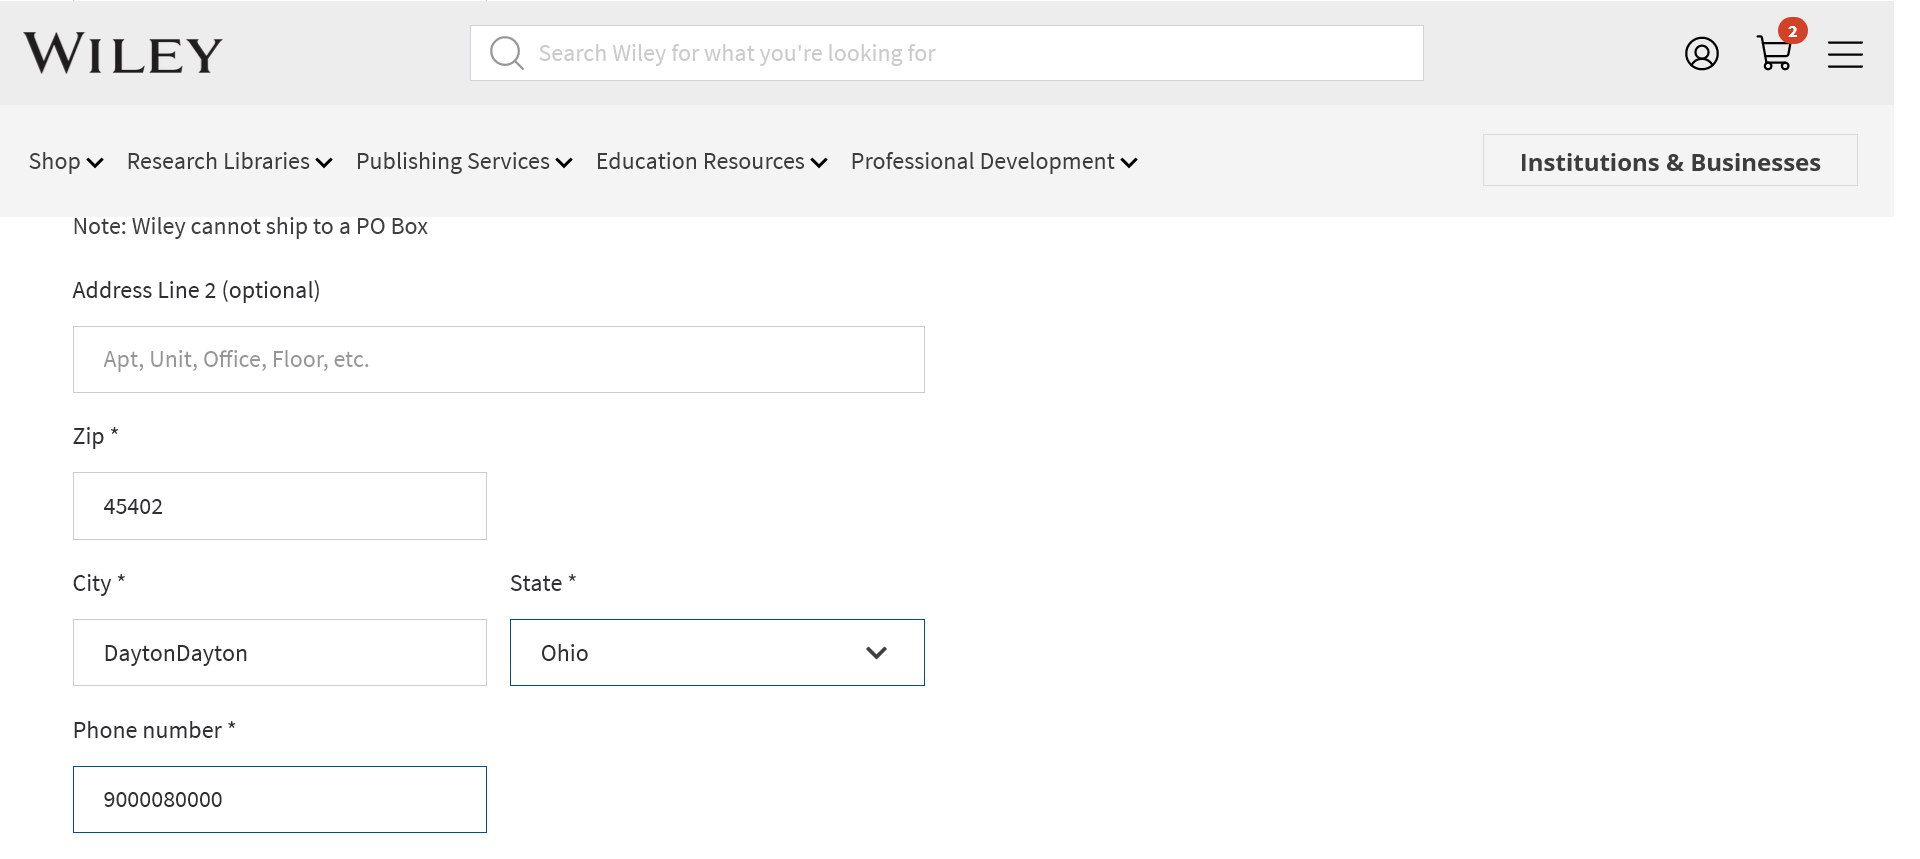 WILEY
Search Wiley for what you're looking for
2
Shop
Research Libraries
Publishing Services
Education Resources
Professional Development
Institutions & Businesses
Note: Wiley cannot ship to a PO Box
Address Line 2 (optional)
Apt, Unit, Office, Floor, etc.
Zip *
45402
City *
State *
DaytonDayton
Ohio
Phone number *
9000080000